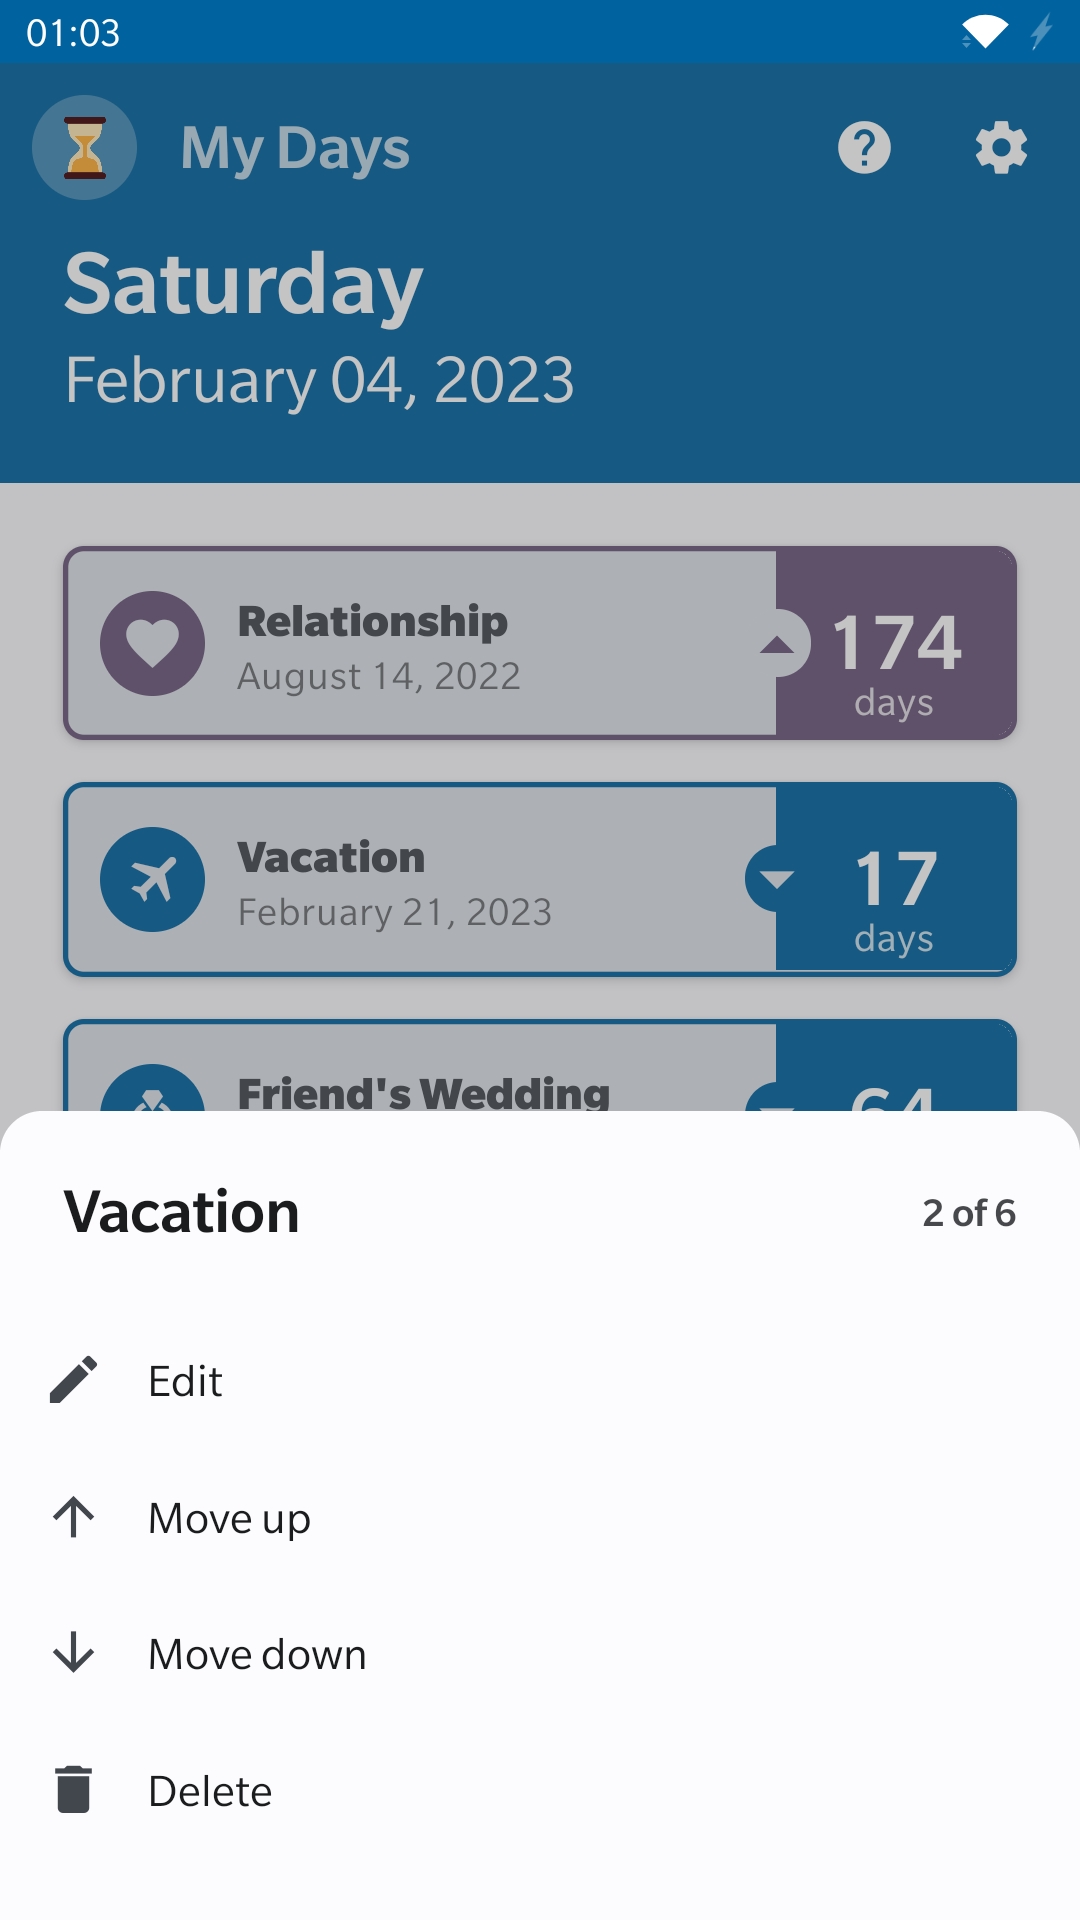 01:03
My Days
Saturday
February 04, 2023
Relationship
August 14, 2022
174
days
Vacation
February 21, 2023
17
days
Friend's Wedding
64
Vacation
2 of 6
Edit
Move up
Move down
Delete